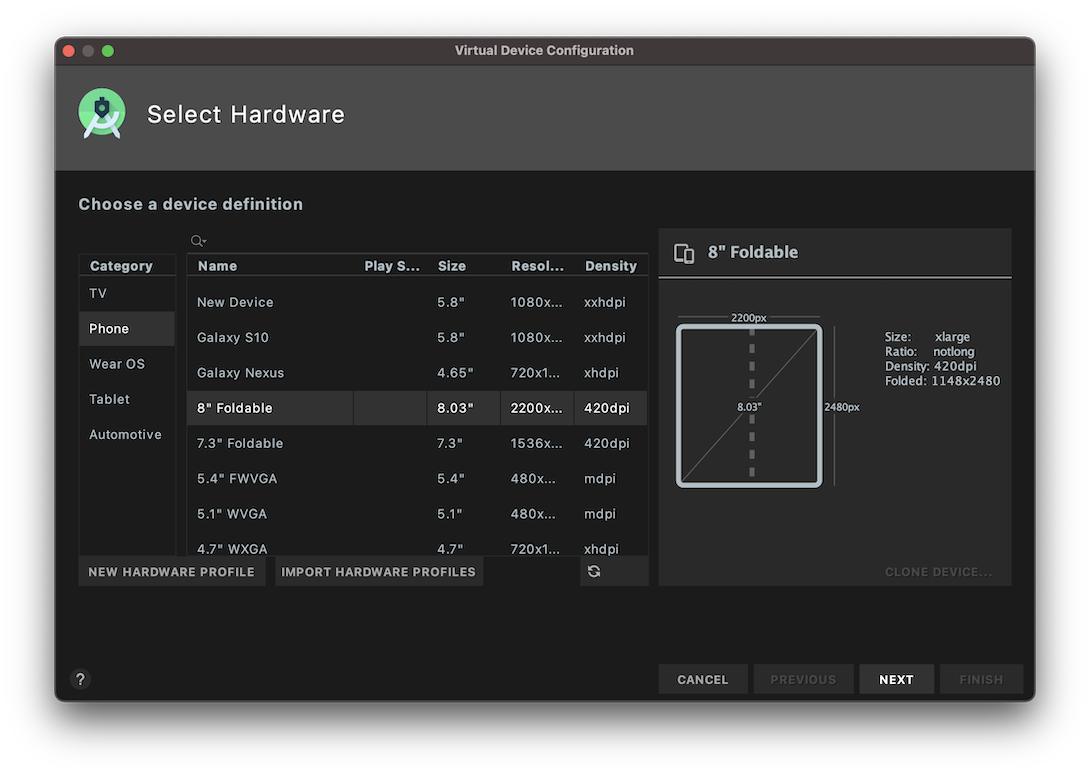 Virtual Device Configuration
Select Hardware
Choose a device definition
Category
TV
Phone
Wear OS
Tablet
Automotive
Name Play S... Size Resol... Density
New Device 5.8" 1080x... xxhdpi
Galaxy S10 5.8" 1080x... xxhdpi
Galaxy Nexus 4.65" 720x1... xhdpi
8" Foldable 8.03" 2200x... 420dpi
7.3" Foldable 7.3" 1536x... 420dpi
5.4" FWVGA 5.4" 480x... mdpi
5.1" WVGA 5.1" 480x... mdpi
4.7" WXGA 4.7" 720x1... xhdpi
NEW HARDWARE PROFILE IMPORT HARDWARE PROFILES
8" Foldable
2200px
8.03"
2480px
Size: xlarge
Ratio: notlong
Density: 420dpi
Folded: 1148x2480
CLONE DEVICE...
?
CANCEL PREVIOUS NEXT FINISH